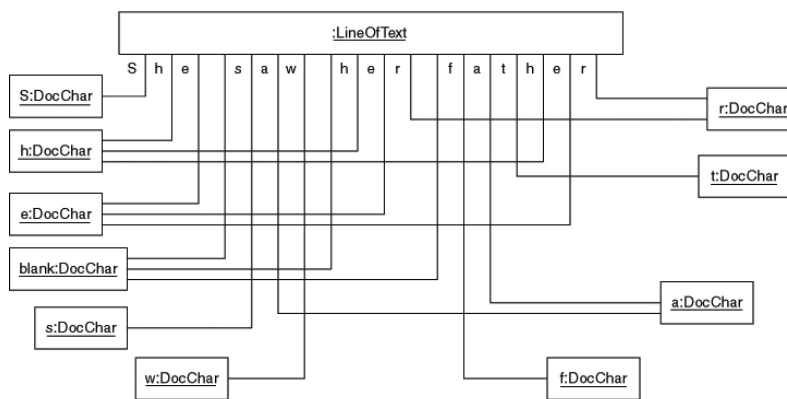 :LineOfText
S h e s a w h e r f a t h e r
S:DocChar
r:DocChar
h:DocChar
t:DocChar
e:DocChar
blank:DocChar
a:DocChar
s:DocChar
w:DocChar
f:DocChar